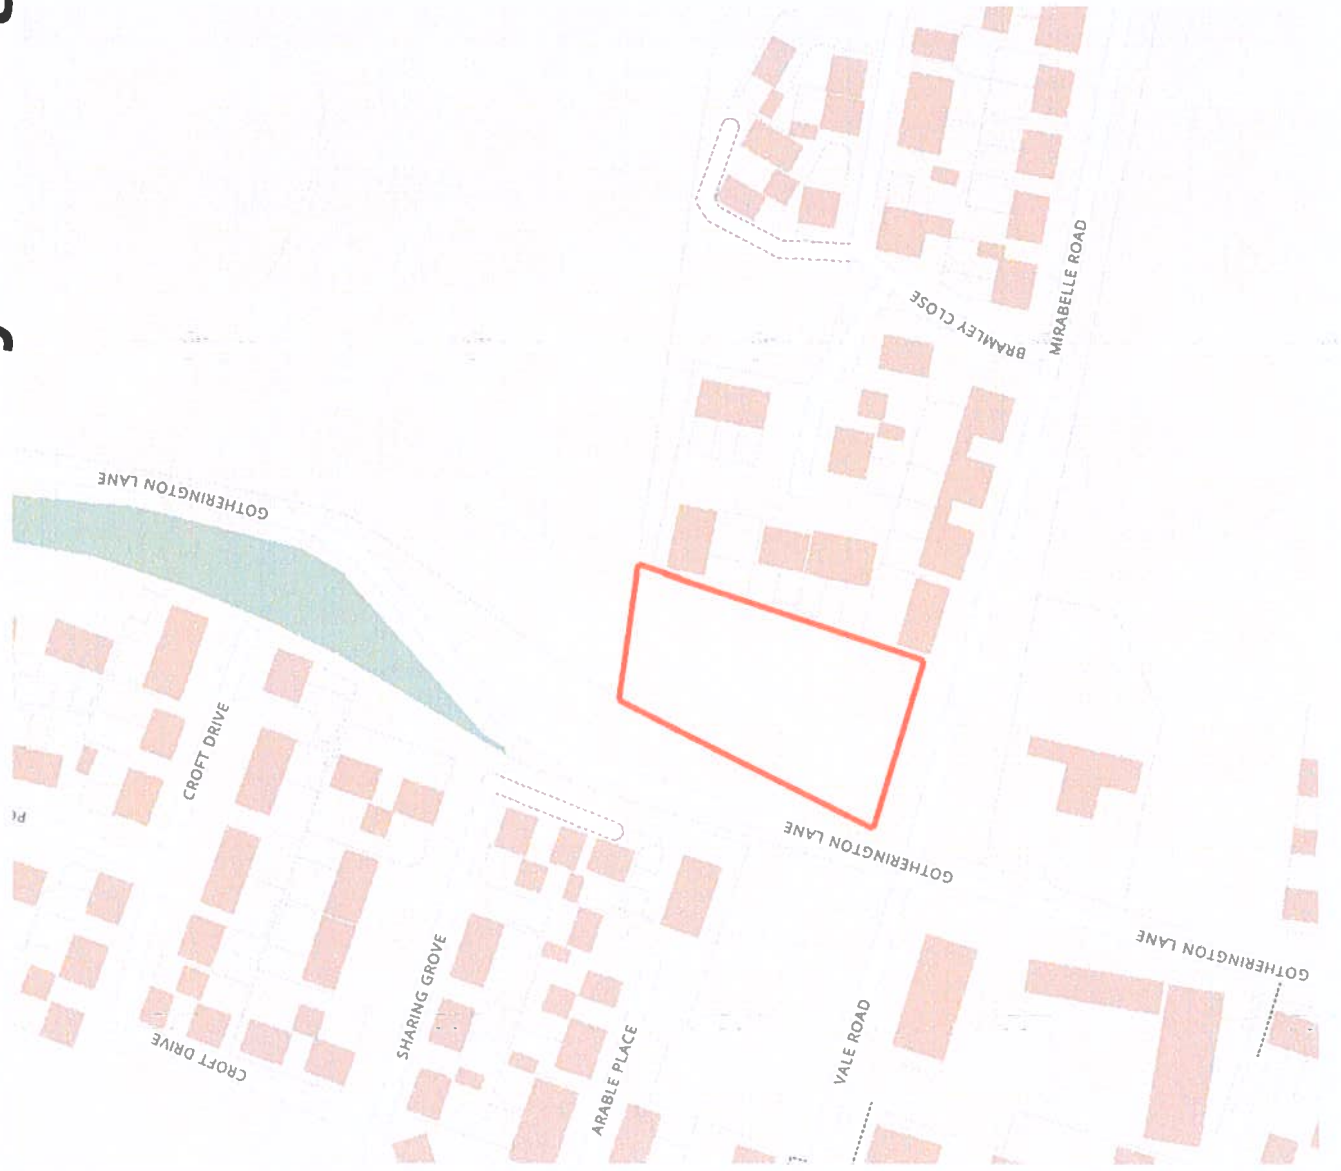 BRAMLEY CLOSE
MIRABELLE ROAD
GOTHERINGTON LANE
CROFT DRIVE
GOTHERINGTON LANE
GOTHERINGTON LANE
SHARING GROVE
VALE ROAD
ARABLE PLACE
CROFT DRIVE